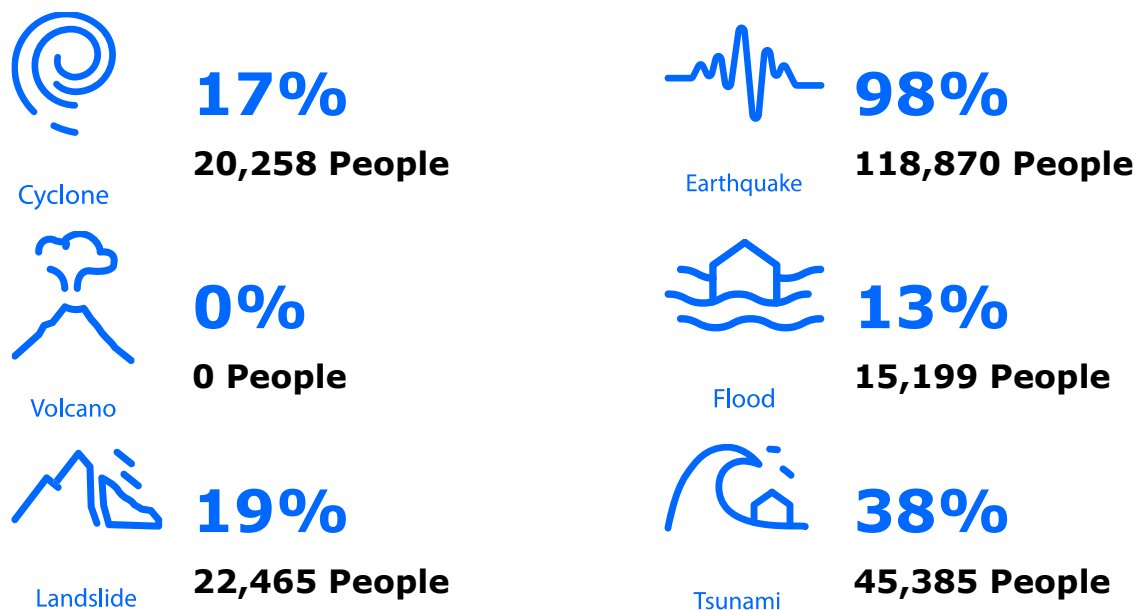 17%
20,258 People
Cyclone
98%
118,870 People
Earthquake
0%
0 People
Volcano
13%
15,199 People
Flood
19%
22,465 People
Landslide
38%
45,385 People
Tsunami